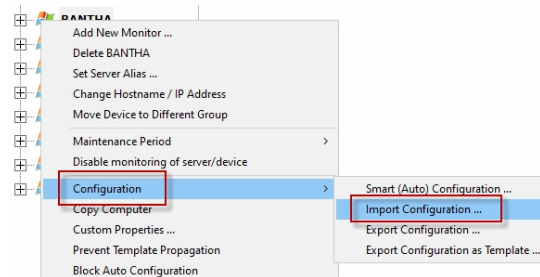 BANTHA
Add New Monitor ...
Delete BANTHA
Set Server Alias ...
Change Hostname / IP Address
Move Device to Different Group
Maintenance Period
Disable monitoring of server/device
Configuration
Copy Computer
Custom Properties ...
Prevent Template Propagation
Block Auto Configuration
Smart (Auto) Configuration ...
Import Configuration ...
Export Configuration ...
Export Configuration as Template ...